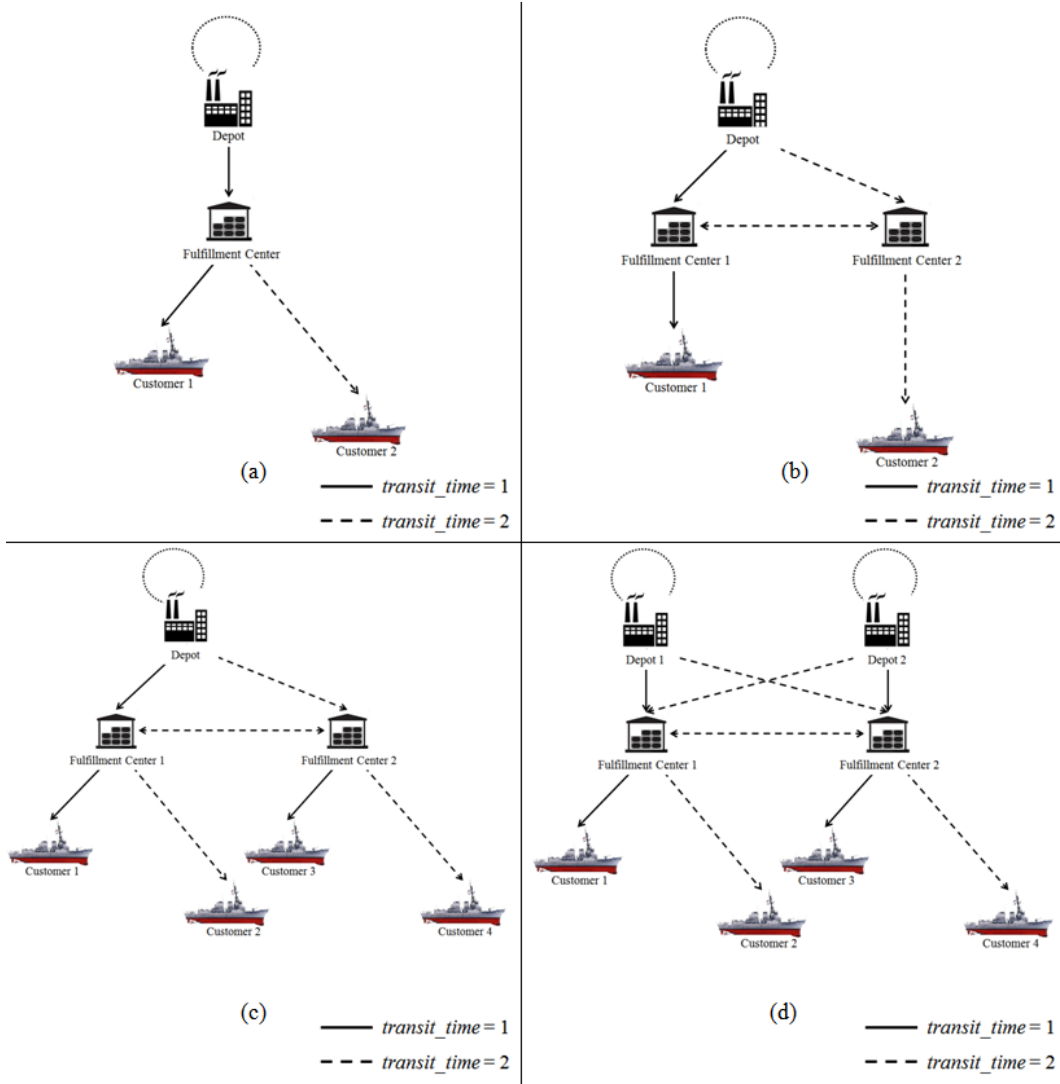 Depot
Fulfillment Center
Customer 1
Customer 2
(a)
transit_time = 1
transit_time = 2
Depot
Fulfillment Center 1
Fulfillment Center 2
Customer 1
Customer 2
(b)
transit_time = 1
transit_time = 2
Depot
Fulfillment Center 1
Fulfillment Center 2
Customer 1
Customer 3
Customer 2
Customer 4
(c)
transit_time = 1
transit_time = 2
Depot 1
Depot 2
Fulfillment Center 1
Fulfillment Center 2
Customer 1
Customer 3
Customer 2
Customer 4
(d)
transit_time = 1
transit_time = 2